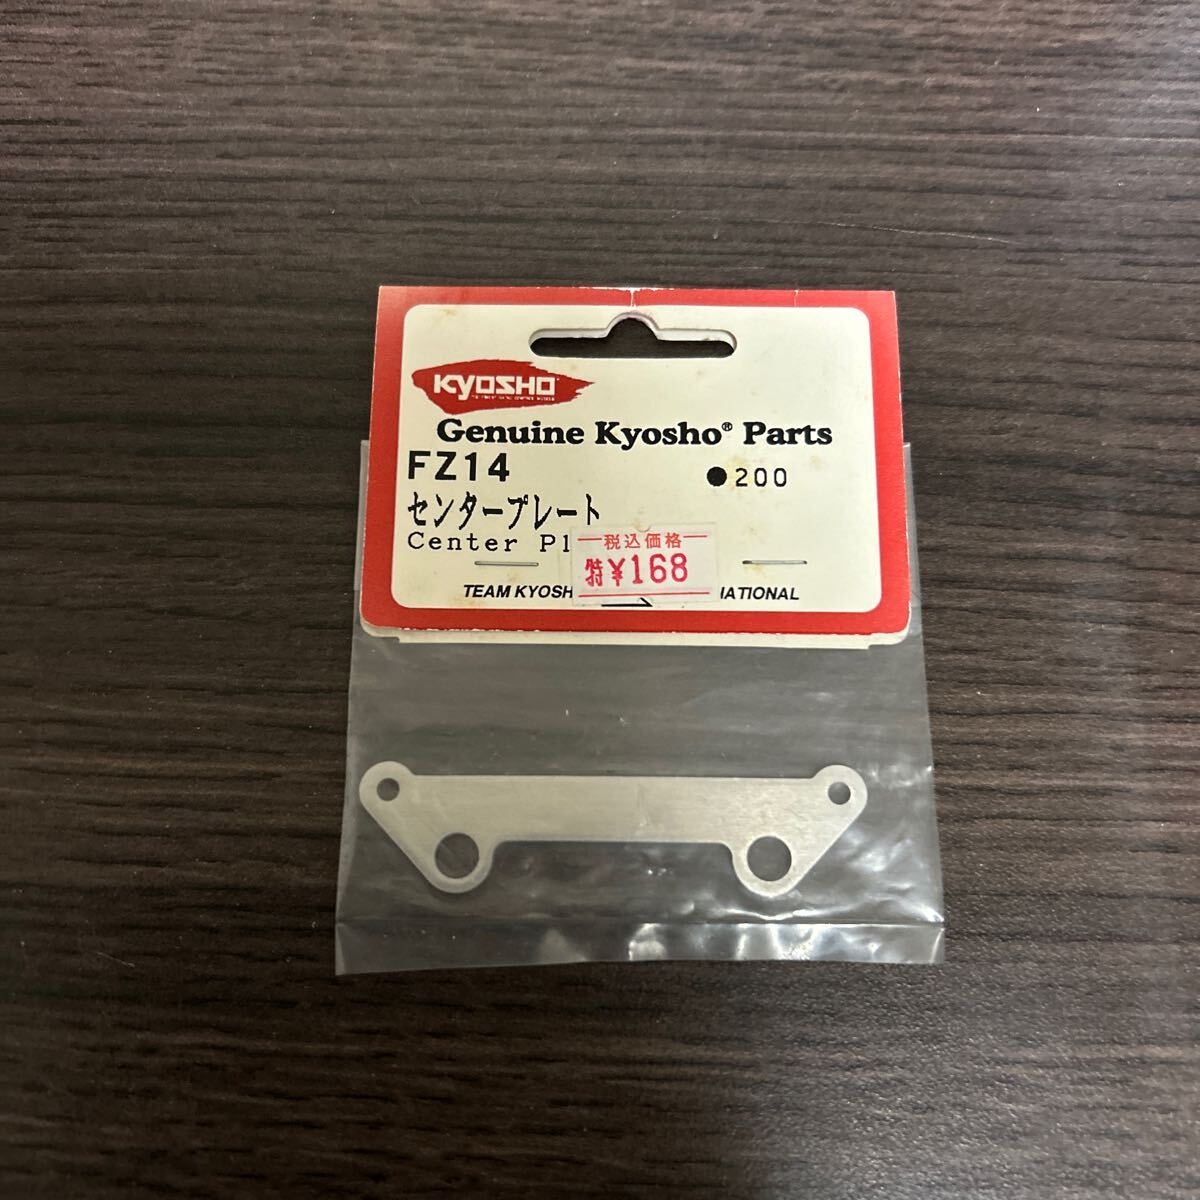 KYOSHO
Genuine Kyosho® Parts
FZ14
●200
センタープレート
Center Pl
税込価格
特¥168
TEAM KYOSH
NATIONAL